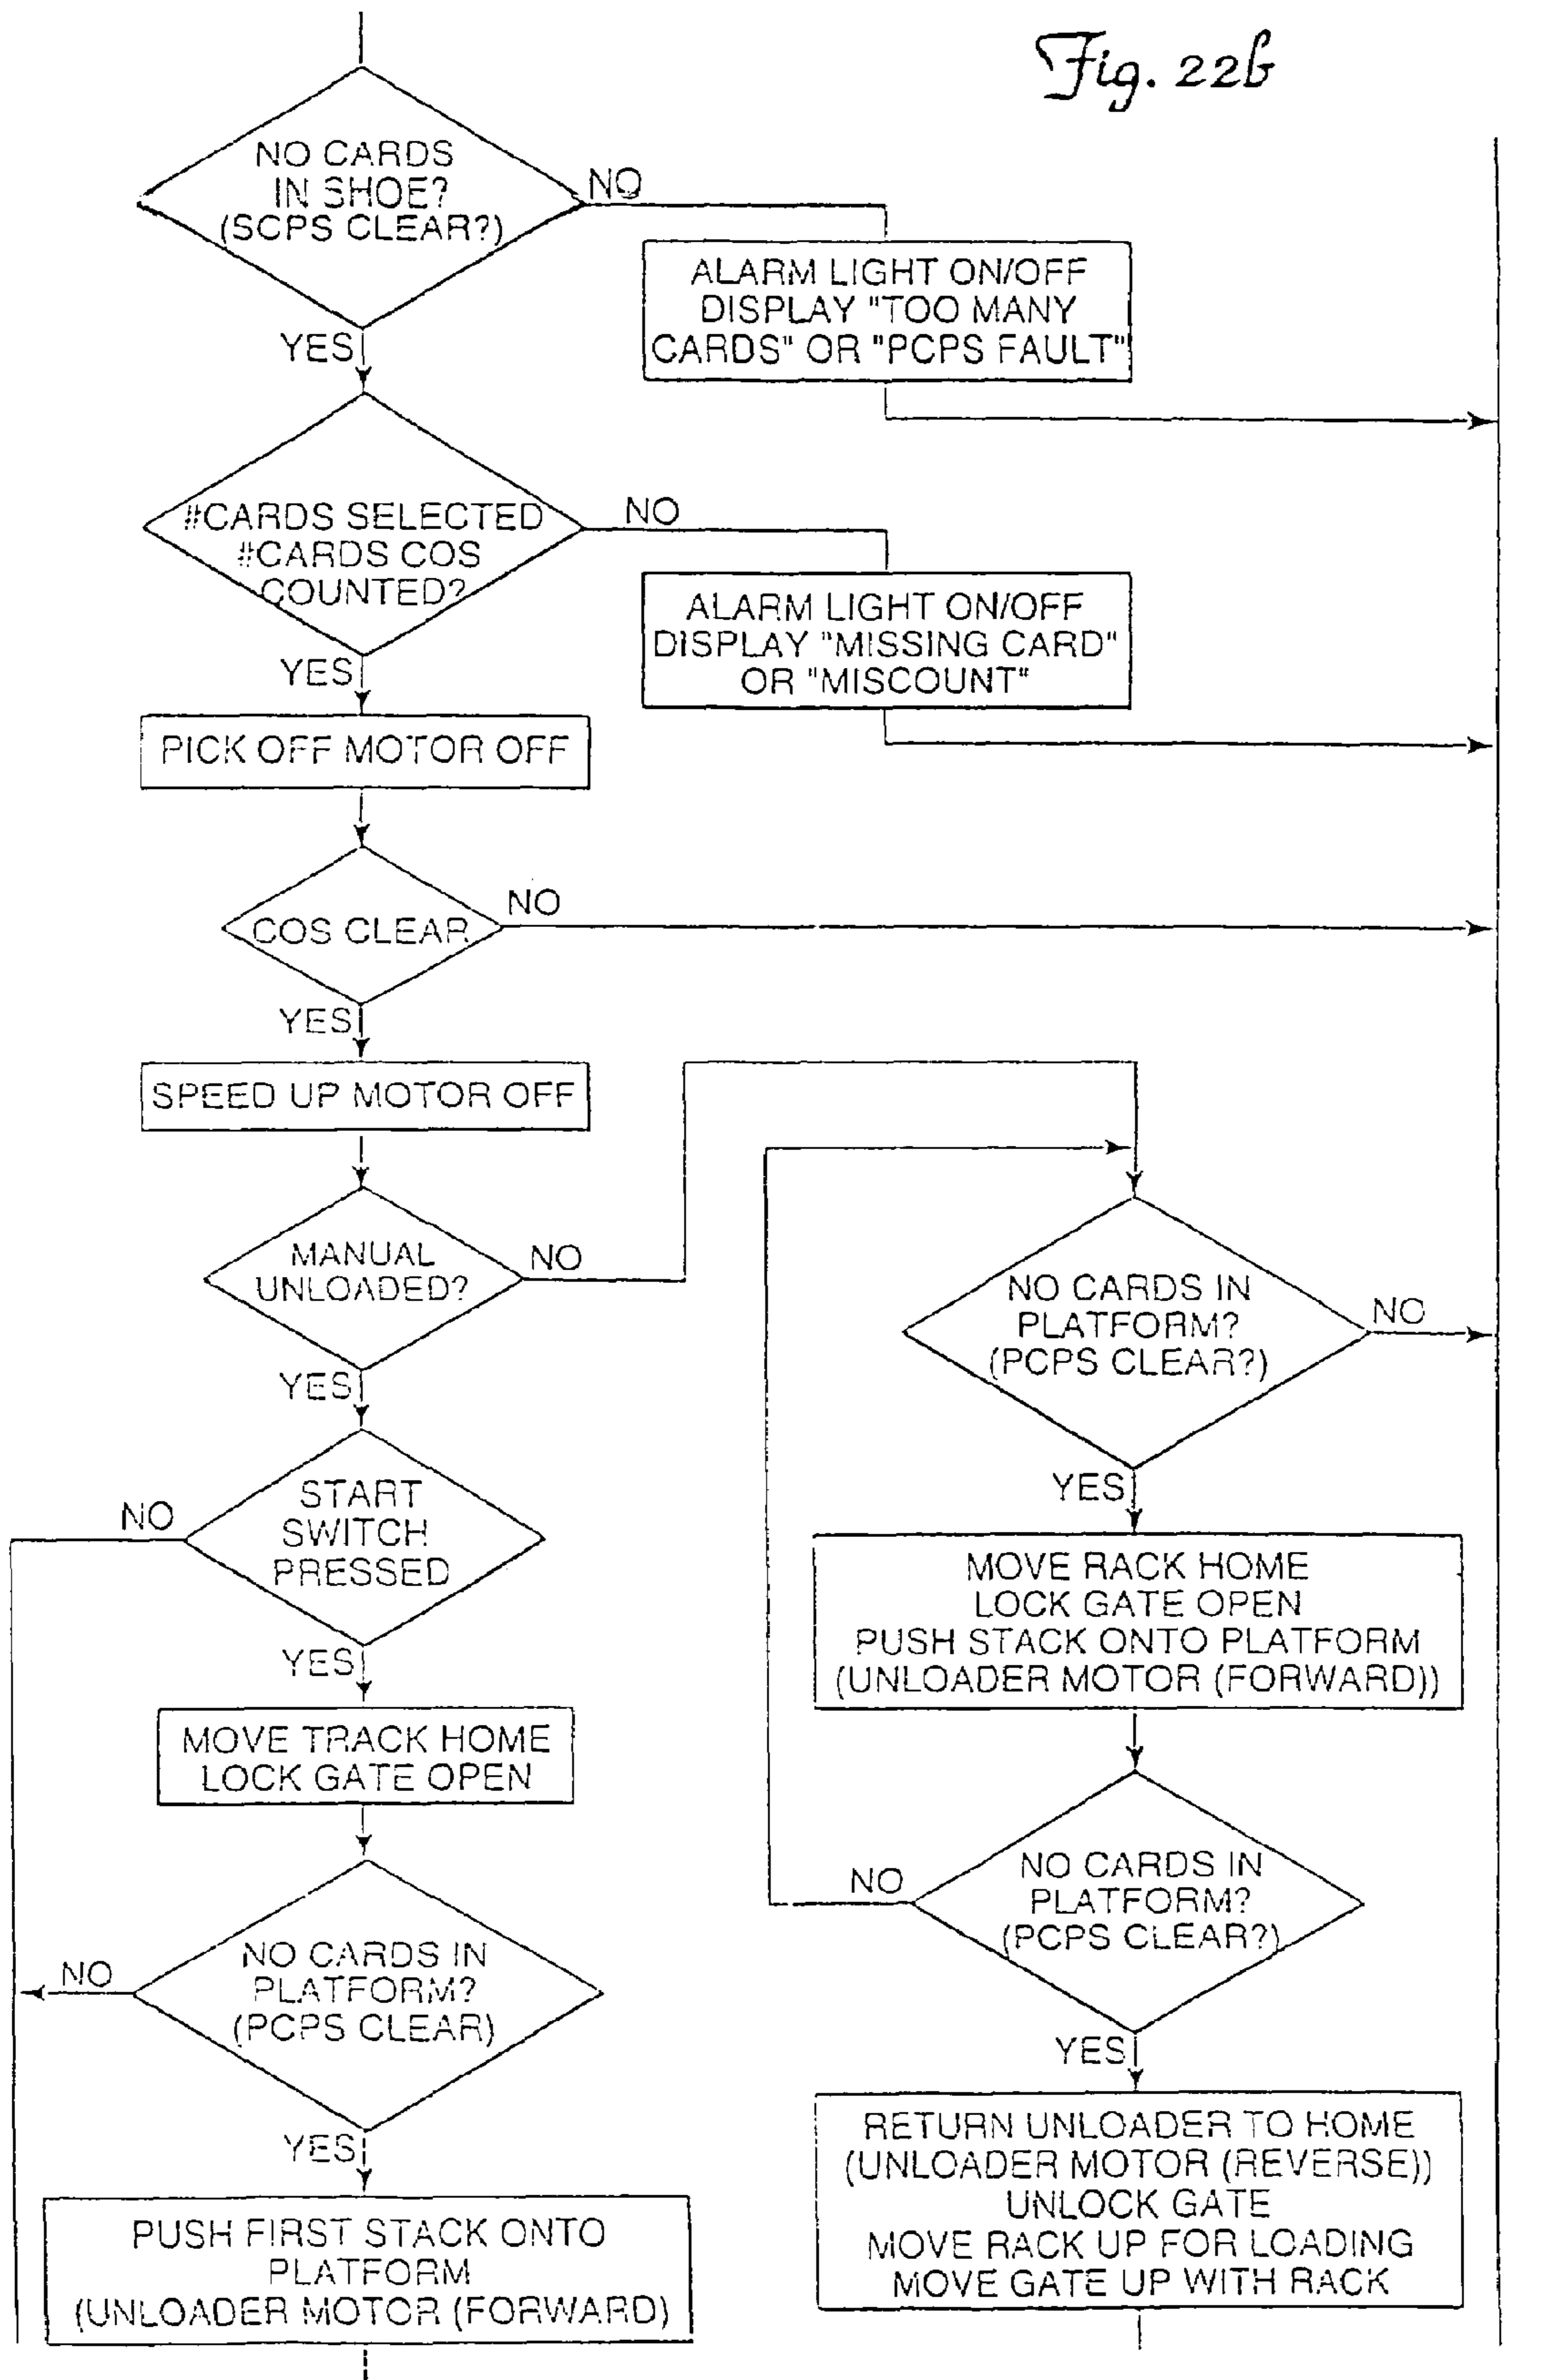 Fig. 22b
NO CARDS
IN SHOE?
(SCPS CLEAR?)
NO
ALARM LIGHT ON/OFF
DISPLAY "TOO MANY
CARDS" OR "PCPS FAULT"
YES
#CARDS SELECTED
#CARDS COS
COUNTED?
NO
ALARM LIGHT ON/OFF
DISPLAY "MISSING CARD"
OR "MISCOUNT"
YES
PICK OFF MOTOR OFF
COS CLEAR
NO
YES
SPEED UP MOTOR OFF
MANUAL
UNLOADED?
NO
YES
START
SWITCH
PRESSED
NO
YES
MOVE TRACK HOME
LOCK GATE OPEN
NO CARDS IN
PLATFORM?
(PCPS CLEAR)
NO
YES
PUSH FIRST STACK ONTO
PLATFORM
(UNLOADER MOTOR (FORWARD)
NO CARDS IN
PLATFORM?
(PCPS CLEAR?)
NO
YES
MOVE RACK HOME
LOCK GATE OPEN
PUSH STACK ONTO PLATFORM
(UNLOADER MOTOR (FORWARD))
NO CARDS IN
PLATFORM?
(PCPS CLEAR?)
NO
YES
RETURN UNLOADER TO HOME
(UNLOADER MOTOR (REVERSE))
UNLOCK GATE
MOVE RACK UP FOR LOADING
MOVE GATE UP WITH RACK